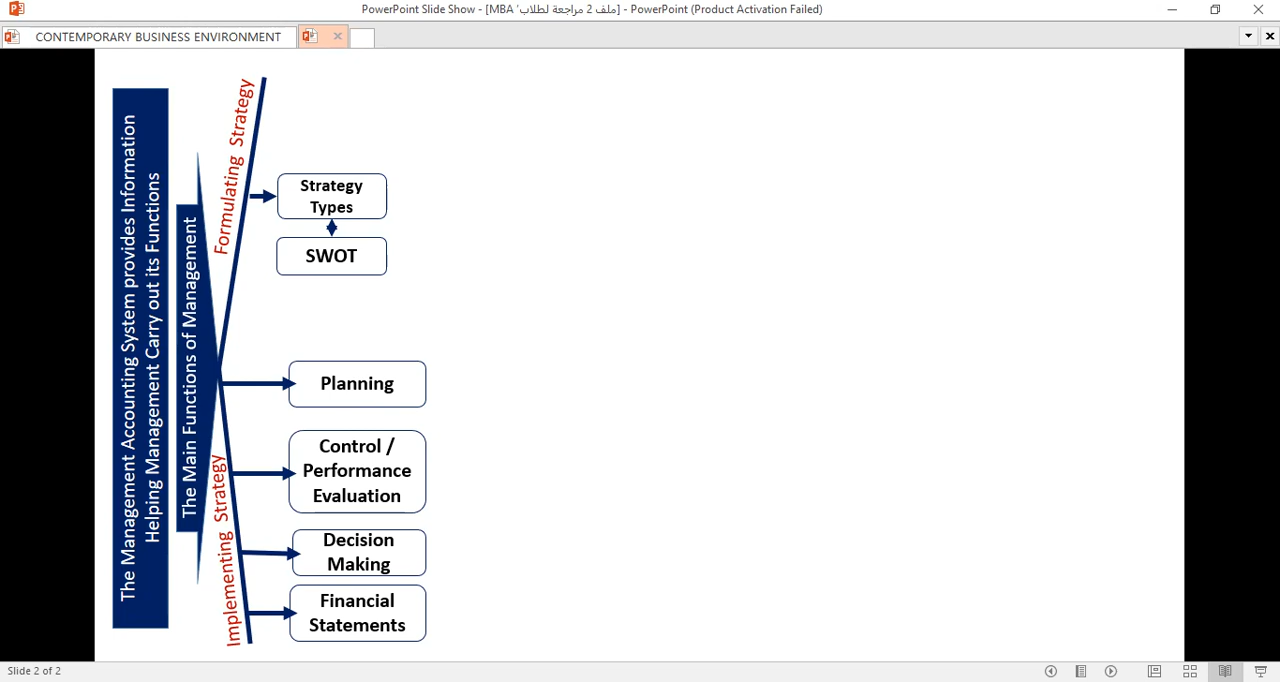 PowerPoint Slide Show - [MBA 'ملف 2 مراجعة لطلاب] - PowerPoint (Product Activation Failed)
CONTEMPORARY BUSINESS ENVIRONMENT
The Management Accounting System provides Information
Helping Management Carry out its Functions
The Main Functions of Management
Formulating Strategy
Strategy
Types
SWOT
Implementing Strategy
Planning
Control /
Performance
Evaluation
Decision
Making
Financial
Statements
Slide 2 of 2